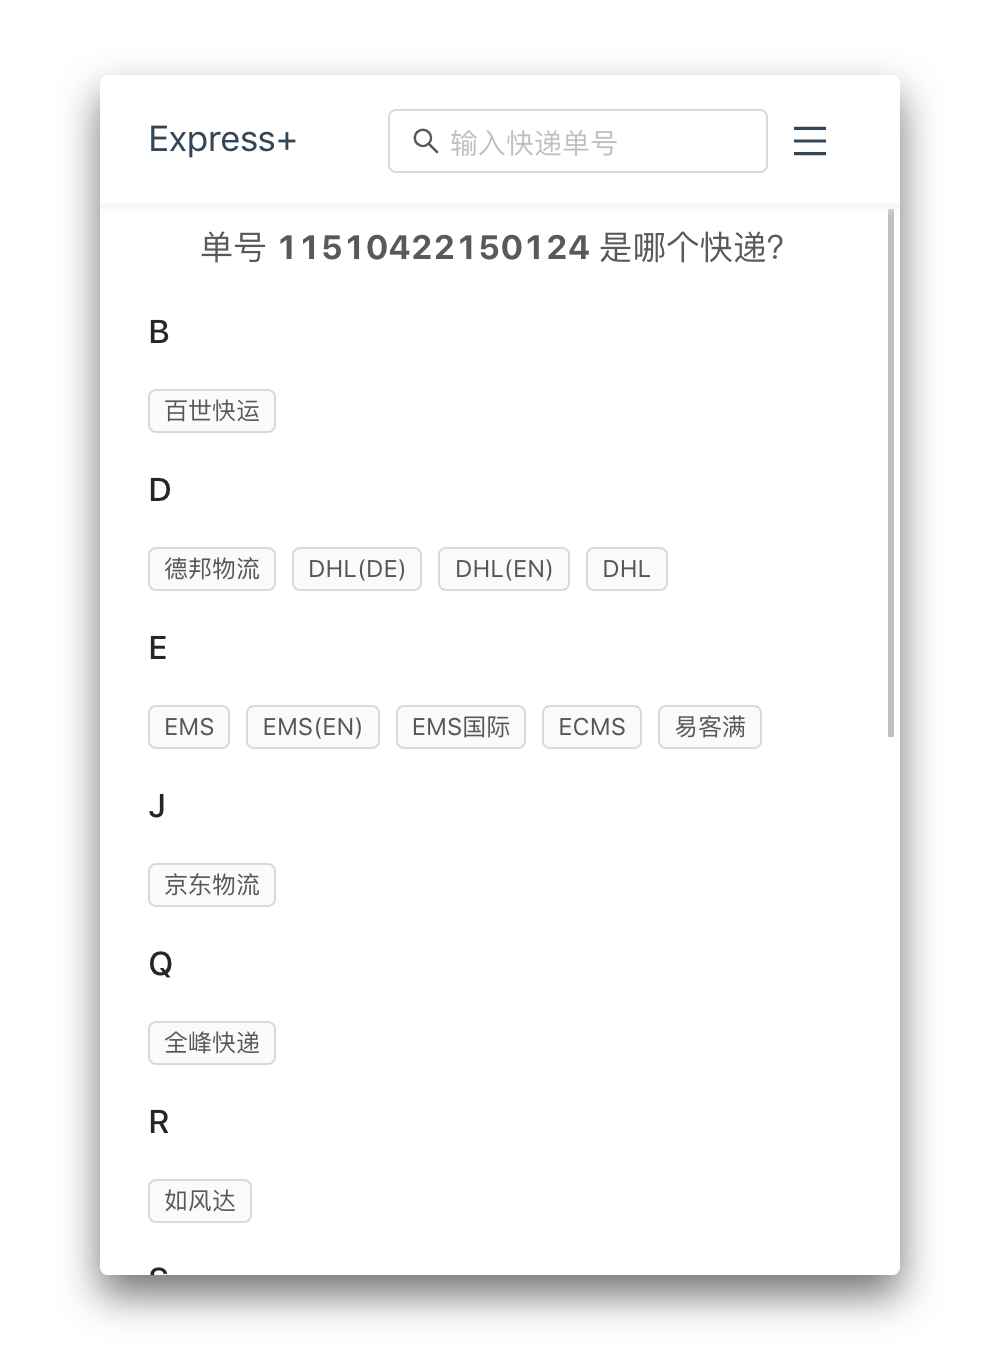 Express+
输入快递单号
单号 11510422150124 是哪个快递?
B
百世快运
D
德邦物流 DHL(DE) DHL(EN) DHL
E
EMS EMS(EN) EMS国际 ECMS 易客满
J
京东物流
Q
全峰快递
R
如风达